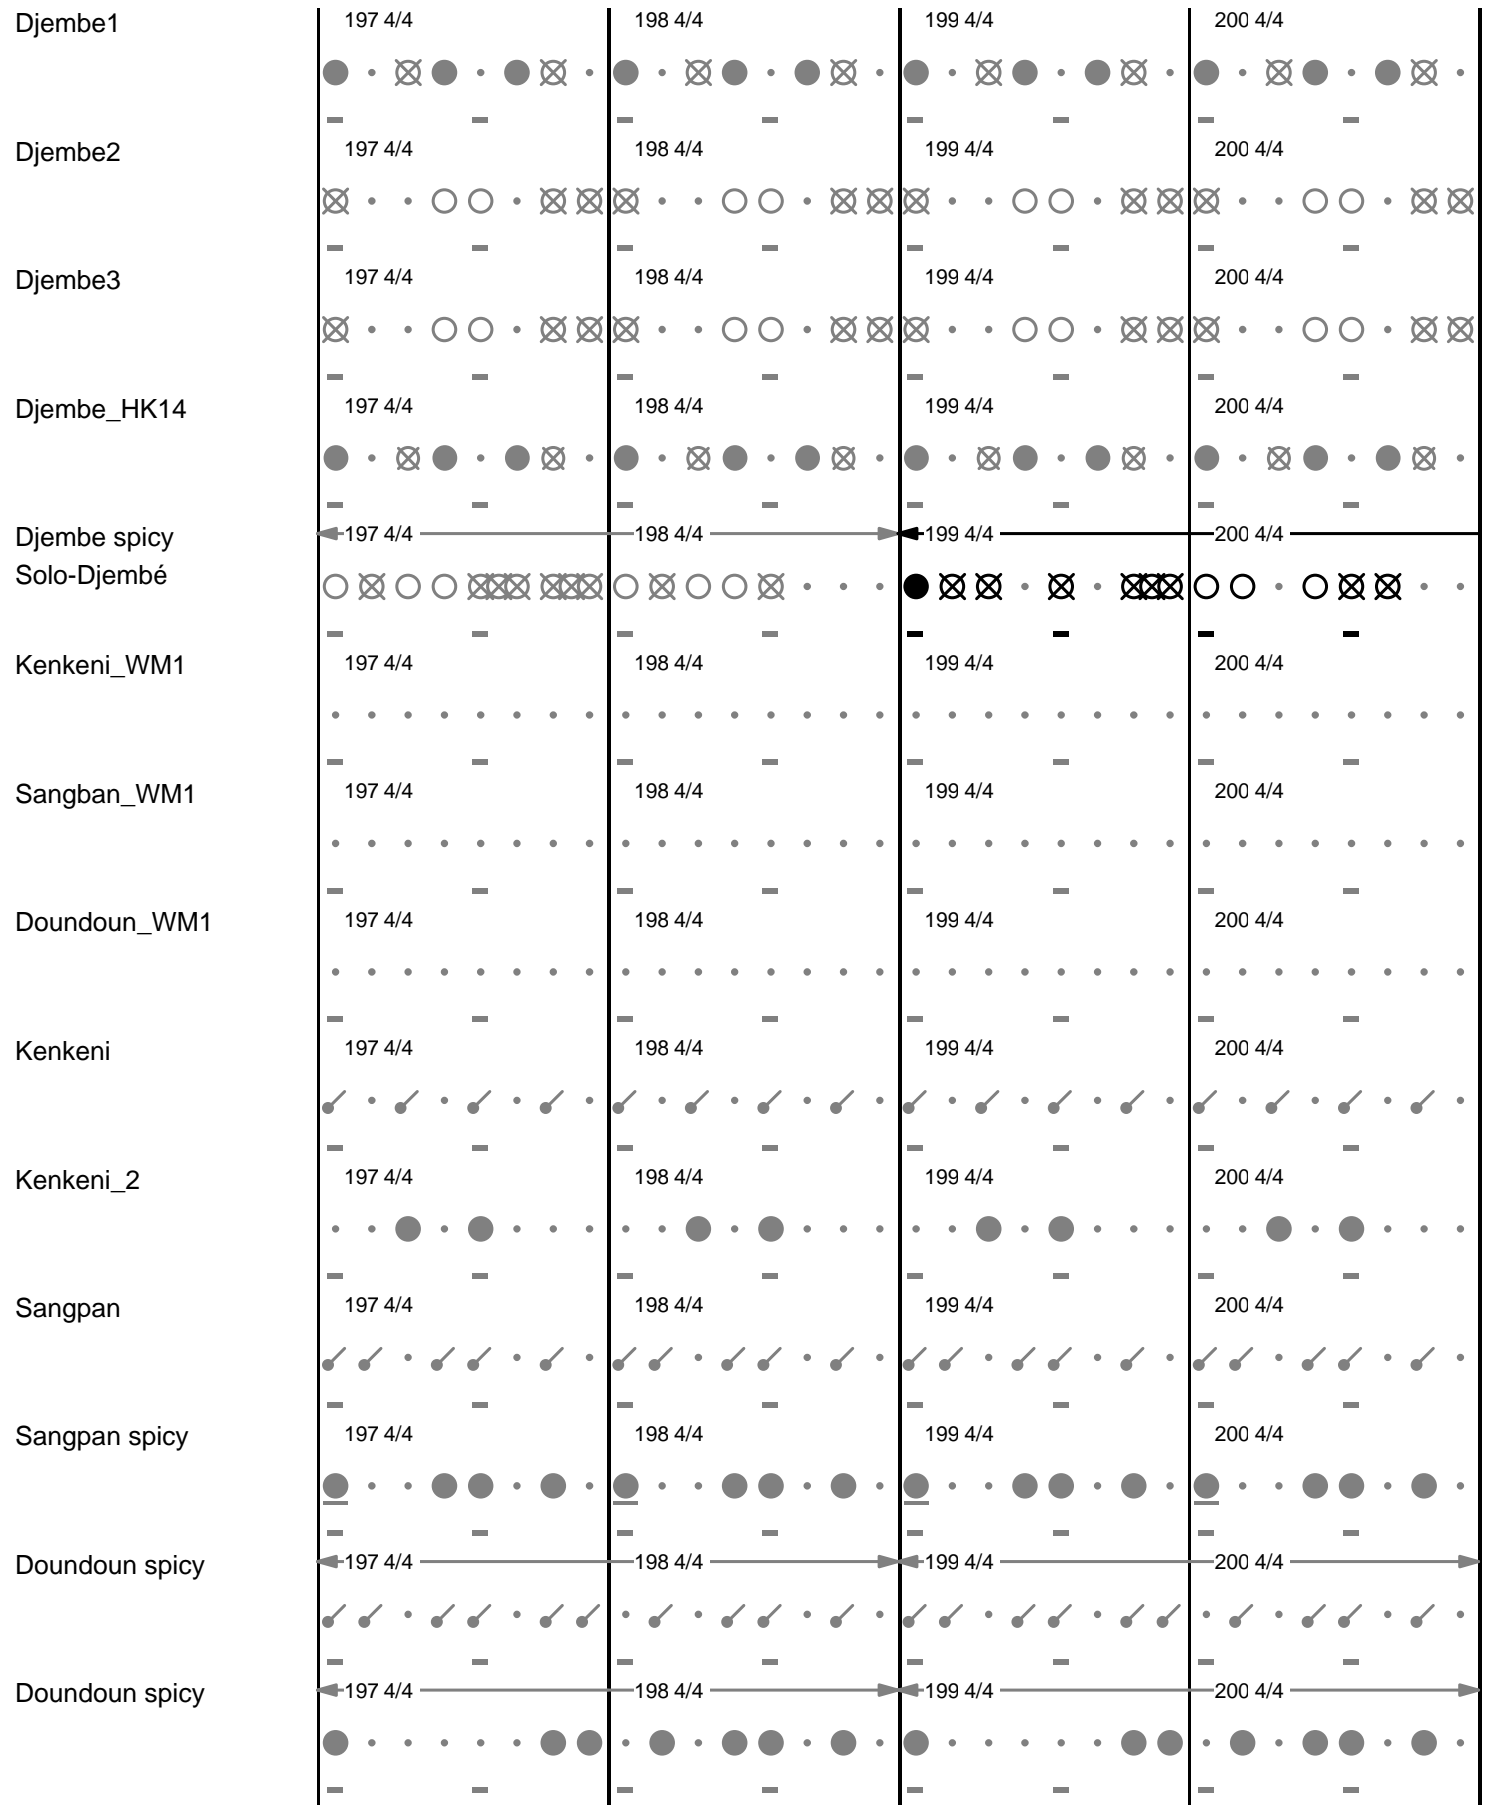 Djembe1 197 4/4 198 4/4 199 4/4 200 4/4
Djembe2 197 4/4 198 4/4 199 4/4 200 4/4
Djembe3 197 4/4 198 4/4 199 4/4 200 4/4
Djembe_HK14 197 4/4 198 4/4 199 4/4 200 4/4
Djembe spicy 197 4/4 198 4/4 199 4/4 200 4/4
Solo-Djembé
Kenkeni_WM1 197 4/4 198 4/4 199 4/4 200 4/4
Sangban_WM1 197 4/4 198 4/4 199 4/4 200 4/4
Doundoun_WM1 197 4/4 198 4/4 199 4/4 200 4/4
Kenkeni 197 4/4 198 4/4 199 4/4 200 4/4
Kenkeni_2 197 4/4 198 4/4 199 4/4 200 4/4
Sangpan 197 4/4 198 4/4 199 4/4 200 4/4
Sangpan spicy 197 4/4 198 4/4 199 4/4 200 4/4
Doundoun spicy 197 4/4 198 4/4 199 4/4 200 4/4
Doundoun spicy 197 4/4 198 4/4 199 4/4 200 4/4